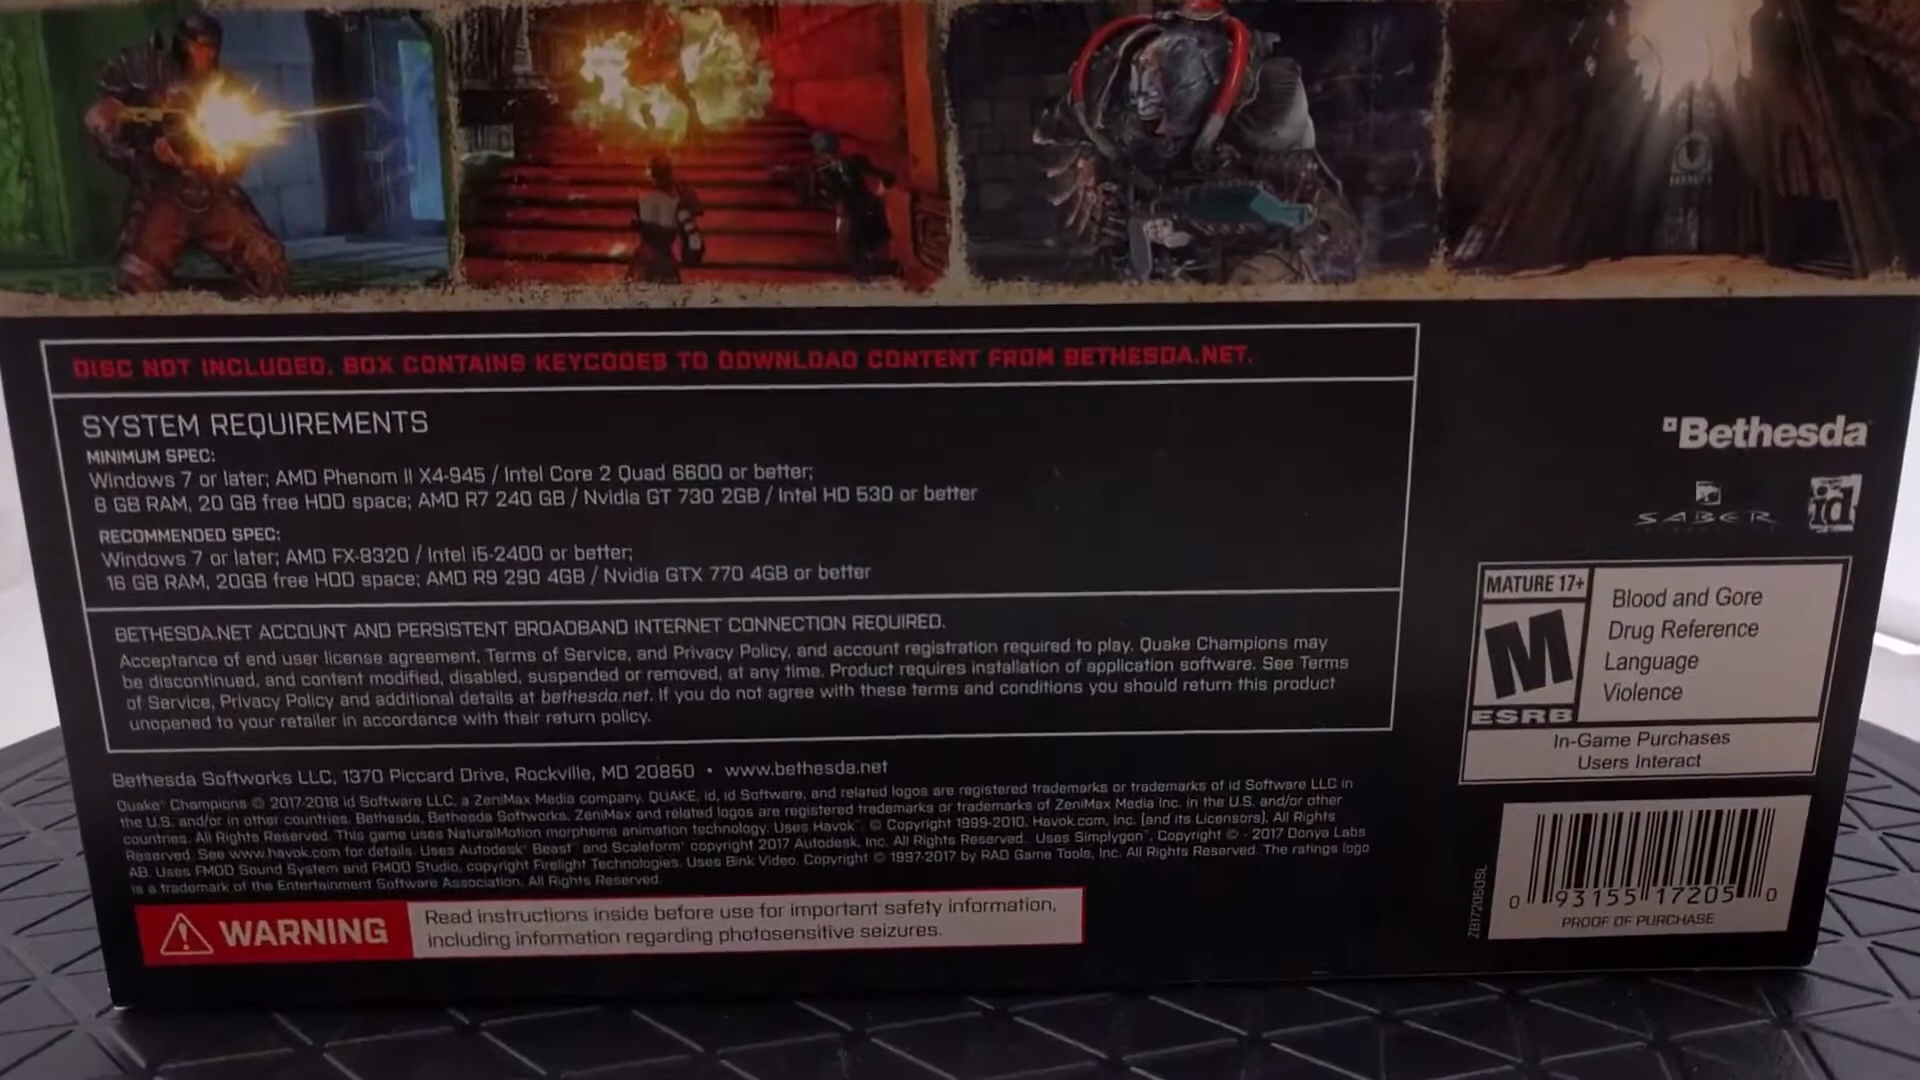 DISC NOT INCLUDED. BOX CONTAINS KEYCODES TO DOWNLOAD CONTENT FROM BETHESDA.NET.
SYSTEM REQUIREMENTS
MINIMUM SPEC:
Windows 7 or later; AMD Phenom II X4-945 / Intel Core 2 Quad 6600 or better;
8 GB RAM, 20 GB free HDD space; AMD R7 240 GB / Nvidia GT 730 2GB / Intel HD 530 or better
RECOMMENDED SPEC:
Windows 7 or later; AMD FX-8320 / Intel i5-2400 or better;
16 GB RAM, 20GB free HDD space; AMD R9 290 4GB / Nvidia GTX 770 4GB or better
BETHESDA.NET ACCOUNT AND PERSISTENT BROADBAND INTERNET CONNECTION REQUIRED.
Acceptance of end user license agreement, Terms of Service, and Privacy Policy, and account registration required to play. Quake Champions may
be discontinued, and content modified, disabled, suspended or removed, at any time. Product requires installation of application software. See Terms
of Service, Privacy Policy and additional details at bethesda.net. If you do not agree with these terms and conditions you should return this product
unopened to your retailer in accordance with their return policy.
Bethesda Softworks LLC, 1370 Piccard Drive, Rockville, MD 20850 • www.bethesda.net
Quake® Champions © 2017-2018 id Software LLC, a ZeniMax Media company. QUAKE, id, id Software, and related logos are registered trademarks or trademarks of id Software LLC in
the U.S. and/or in other countries. Bethesda, Bethesda Softworks, ZeniMax and related logos are registered trademarks or trademarks of ZeniMax Media Inc. in the U.S. and/or other
countries. All Rights Reserved. This game uses NaturalMotion morpheme animation technology. Uses Havok™. © Copyright 1999-2010. Havok.com, Inc. (and its Licensors). All Rights
Reserved. See www.havok.com for details. Uses Autodesk® Beast™ and Scaleform® copyright 2017 Autodesk, Inc. All Rights Reserved. Uses Simplygon™, Copyright © - 2017 Donya Labs
AB. Uses FMOD Sound System and FMOD Studio, copyright Firelight Technologies. Uses Bink Video. Copyright © 1997-2017 by RAD Game Tools, Inc. All Rights Reserved. The ratings logo
is a trademark of the Entertainment Software Association. All Rights Reserved.
WARNING
Read instructions inside before use for important safety information,
including information regarding photosensitive seizures.
Bethesda
SABER
id
MATURE 17+
M
ESRB
Blood and Gore
Drug Reference
Language
Violence
In-Game Purchases
Users Interact
ZB17205DSL
0 93155 17205 0
PROOF OF PURCHASE